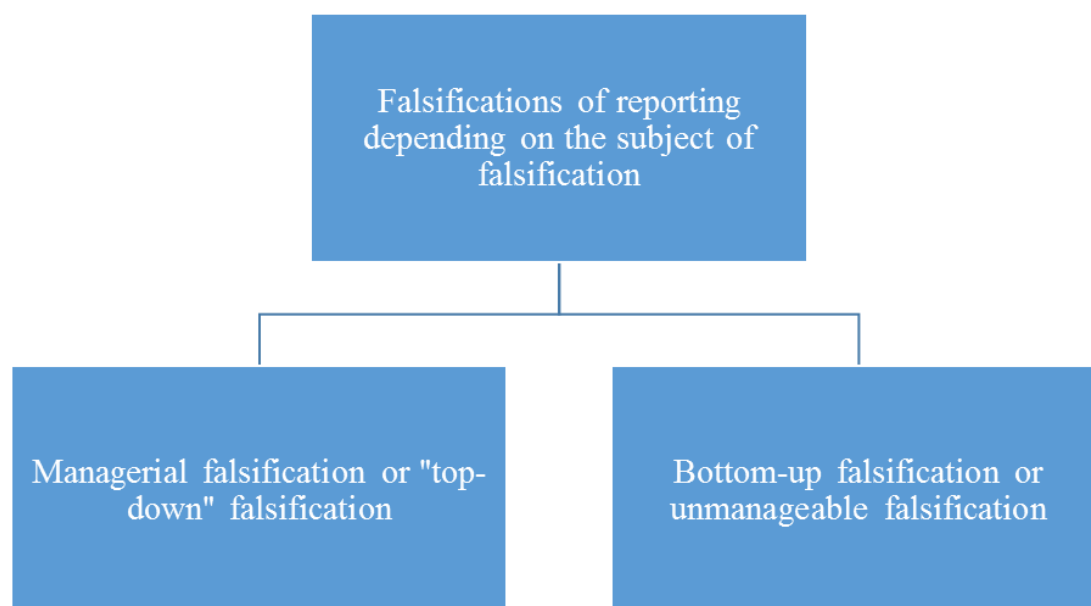 Falsifications of reporting
depending on the subject of
falsification
Managerial falsification or "top-
down" falsification
Bottom-up falsification or
unmanageable falsification